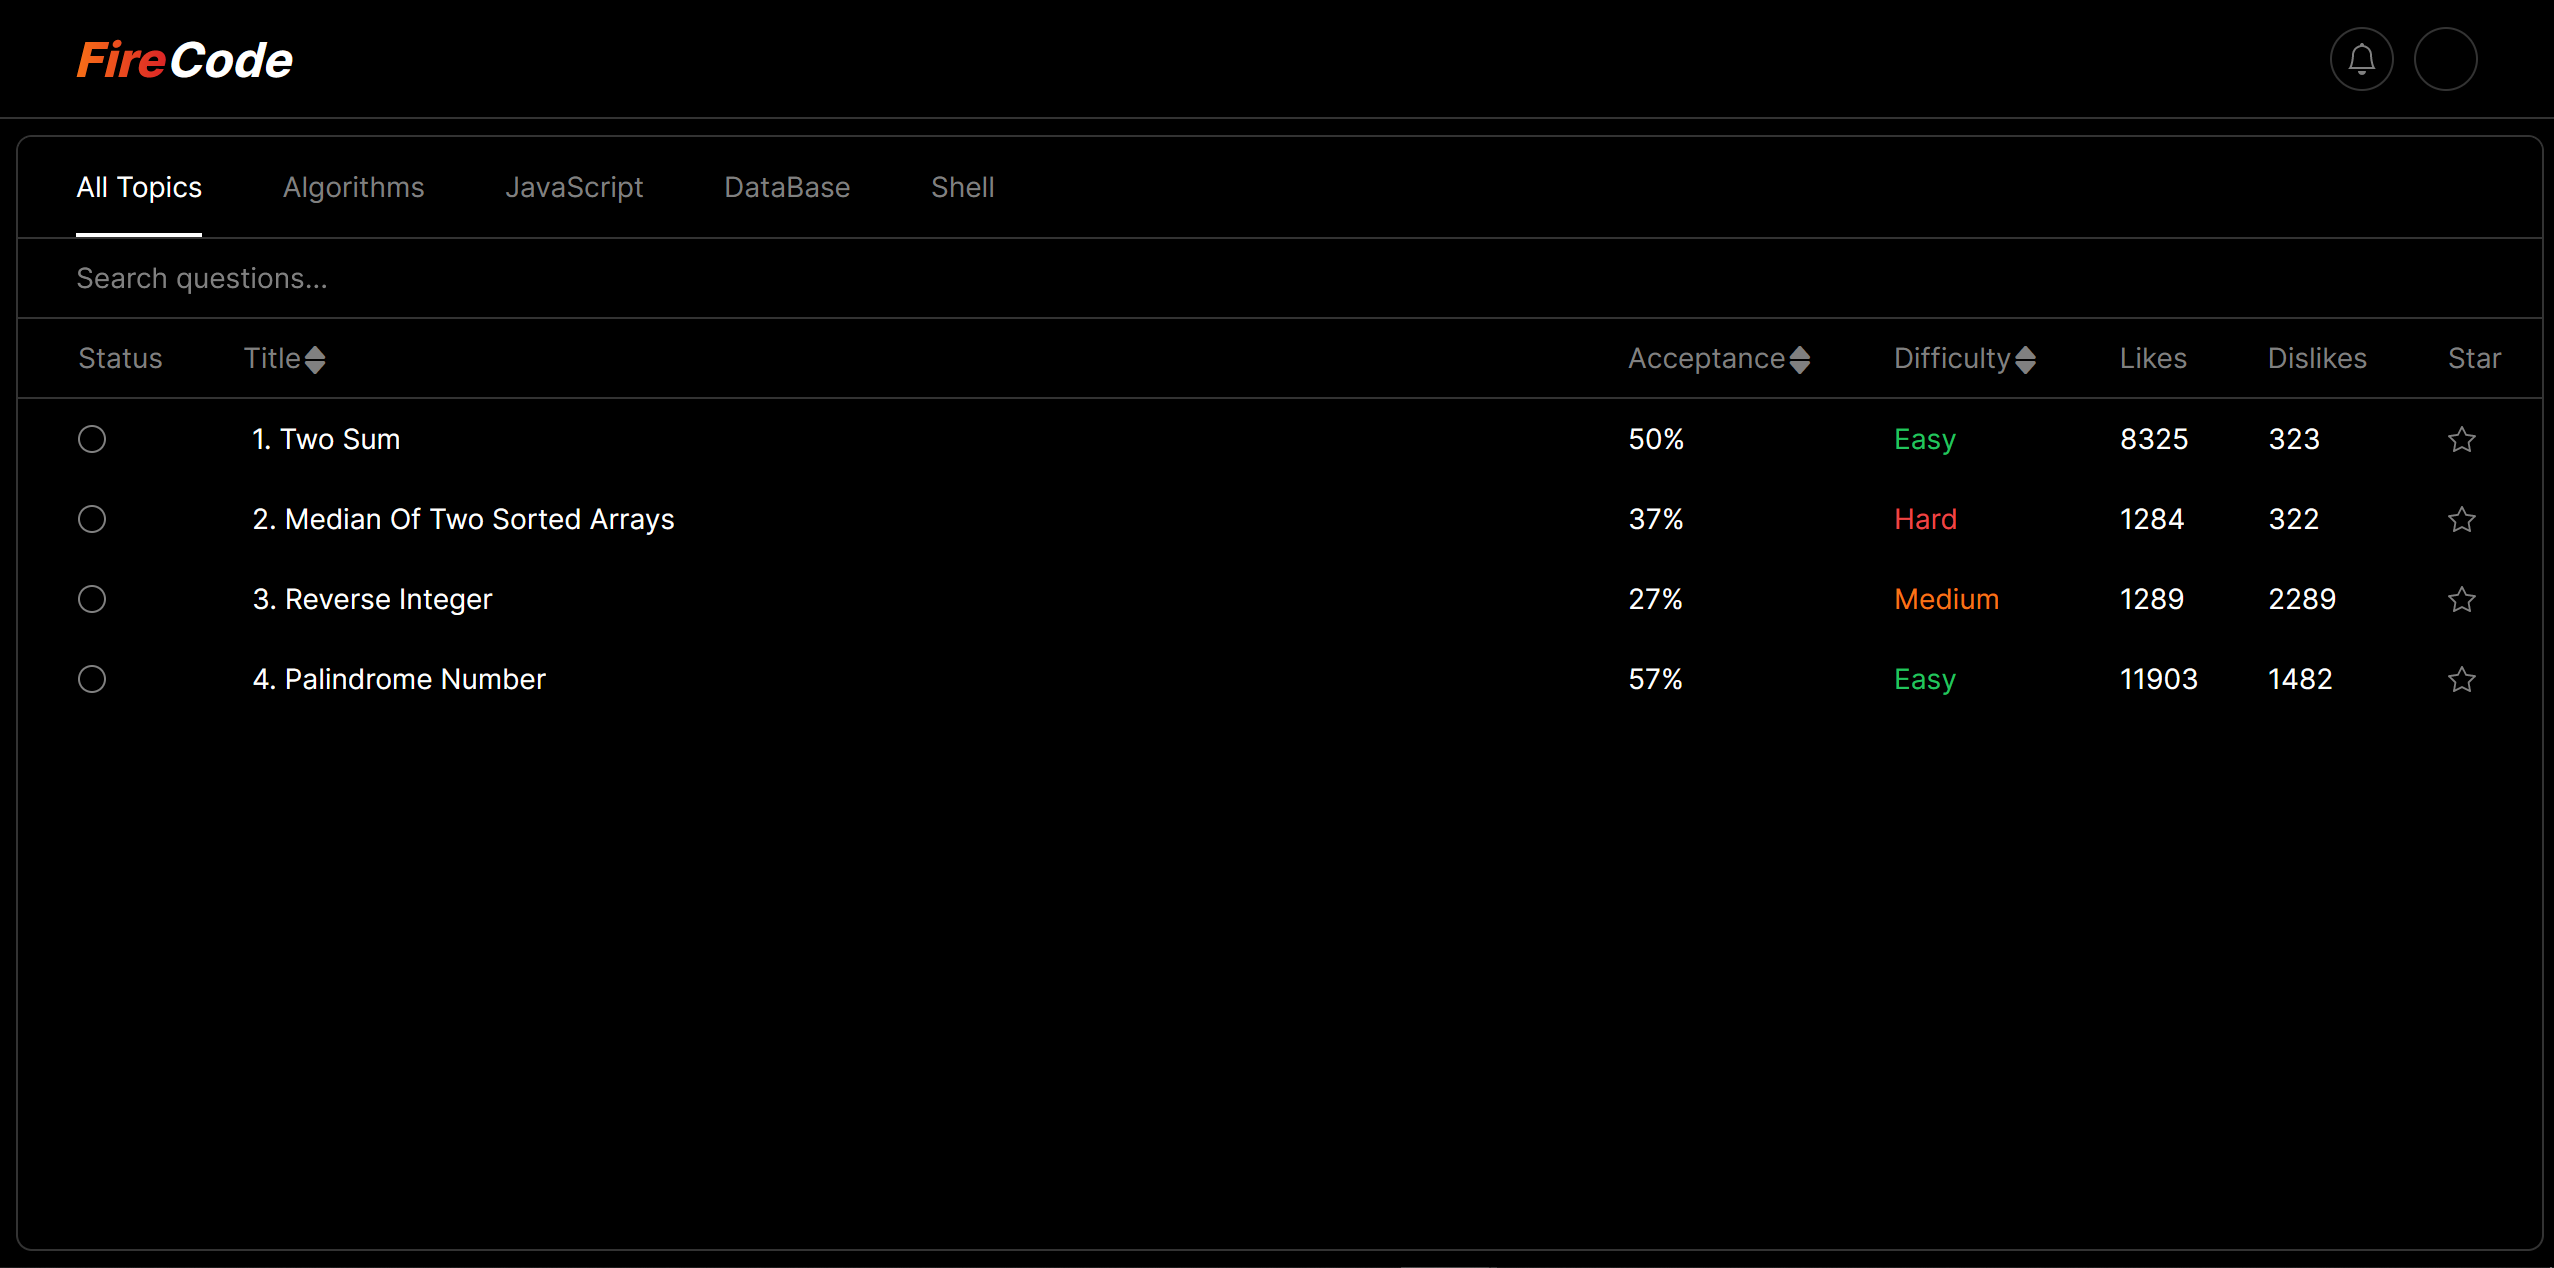 FireCode
All Topics Algorithms JavaScript DataBase Shell
Search questions...
Status Title Acceptance Difficulty Likes Dislikes Star
1. Two Sum 50% Easy 8325 323
2. Median Of Two Sorted Arrays 37% Hard 1284 322
3. Reverse Integer 27% Medium 1289 2289
4. Palindrome Number 57% Easy 11903 1482